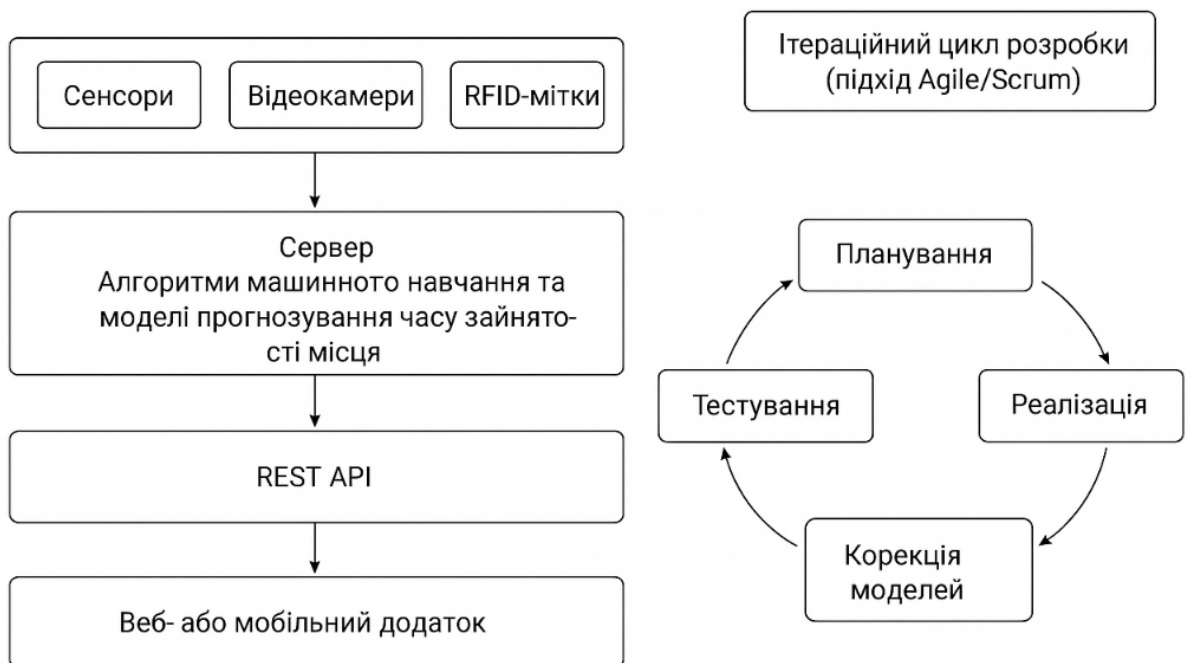 Сенсори
Відеокамери
RFID-мітки
Сервер
Алгоритми машинного навчання та
моделі прогнозування часу зайнято-
сті місця
REST API
Веб- або мобільний додаток
Ітераційний цикл розробки
(підхід Agile/Scrum)
Планування
Реалізація
Корекція
моделей
Тестування